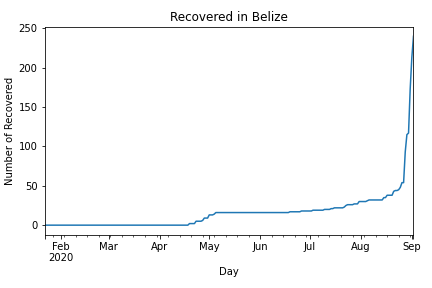 Recovered in Belize
Number of Recovered
250
200
150
100
50
0
Feb
2020
Mar
Apr
May
Jun
Jul
Aug
Sep
Day